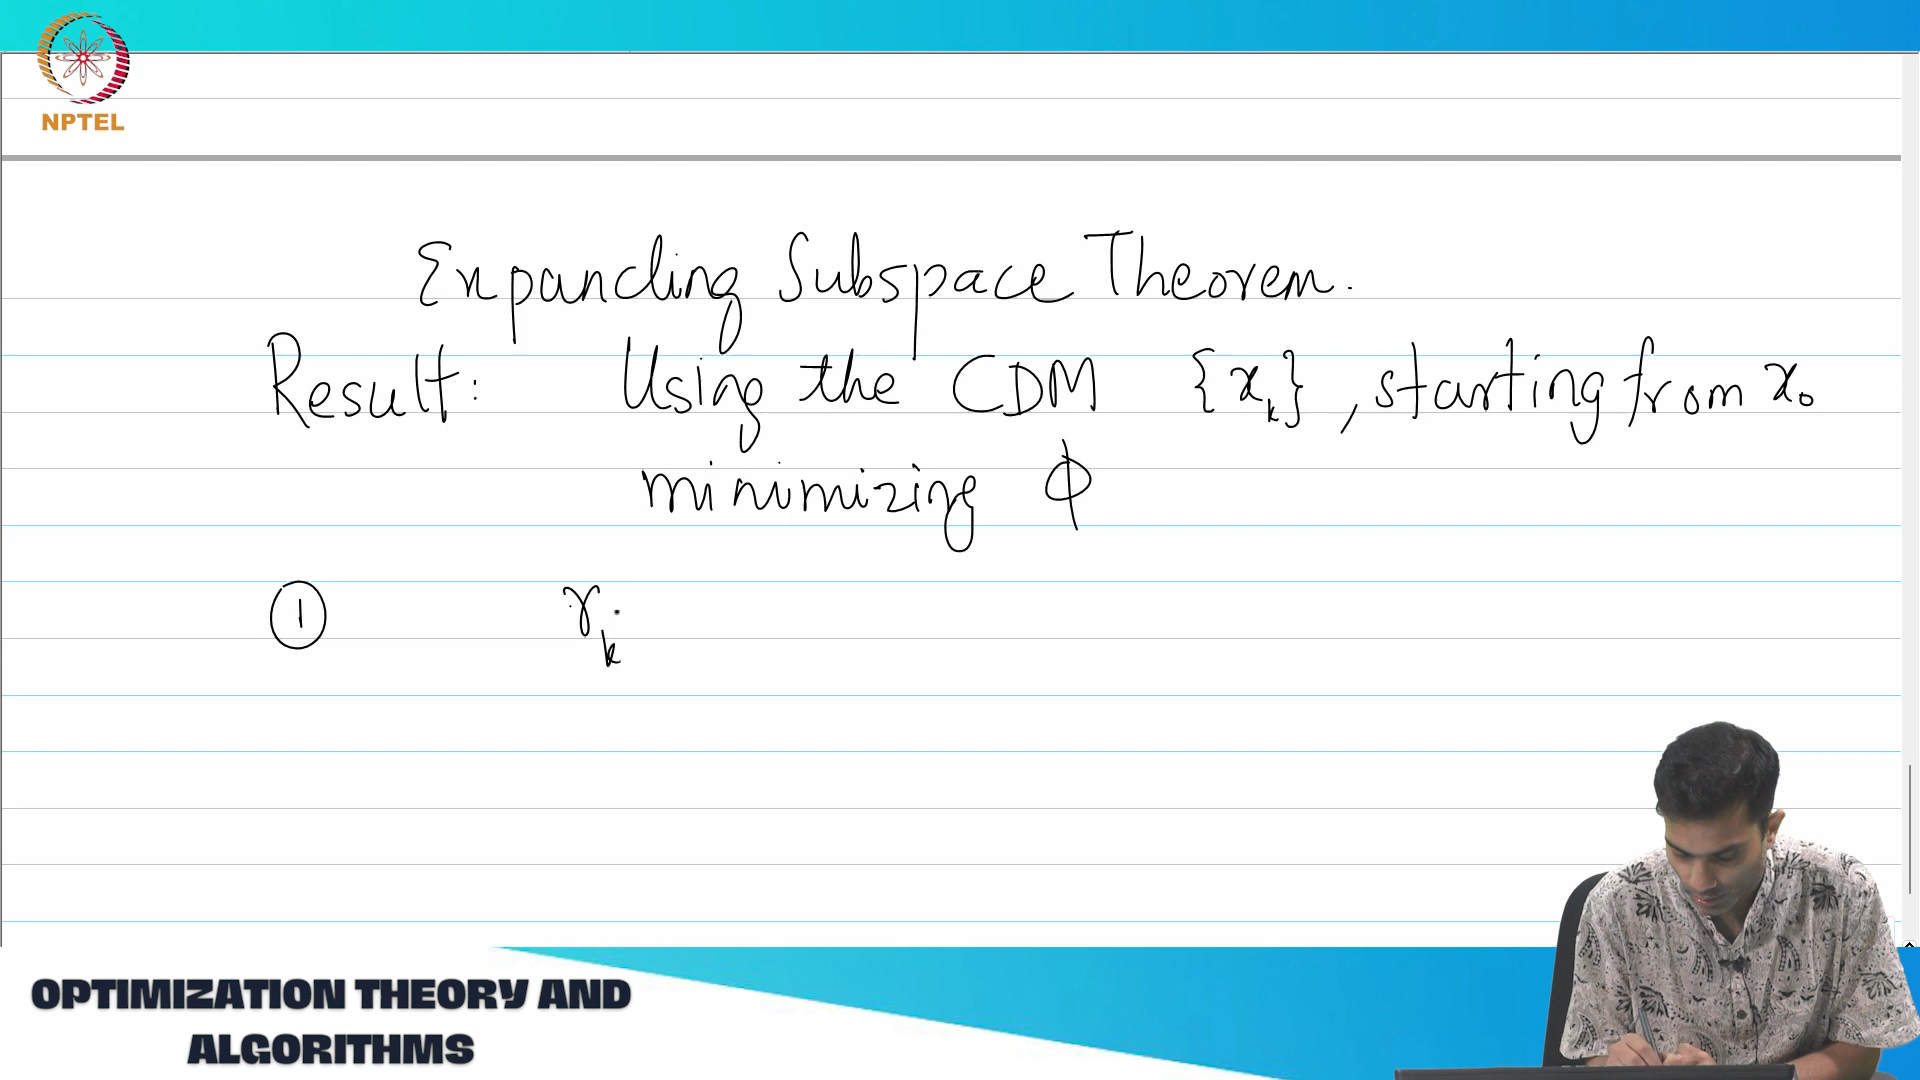 NPTEL
Expanding Subspace Theorem.
Result: Using the CDM {x_k}, starting from x_0
minimizing ϕ
① r_k
OPTIMIZATION THEORY AND
ALGORITHMS